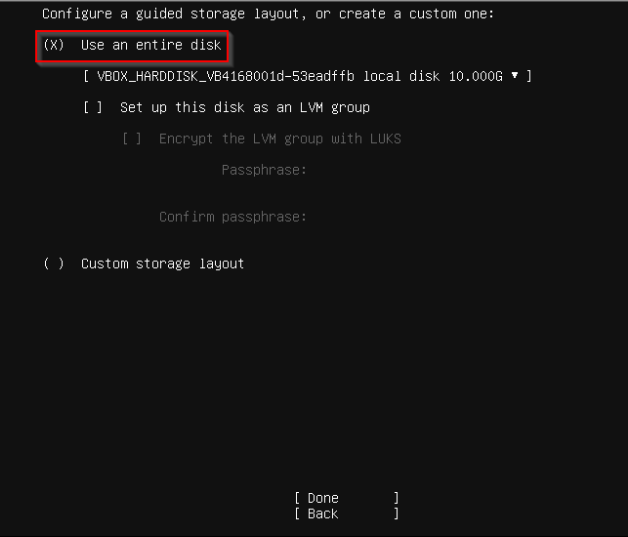 Configure a guided storage layout, or create a custom one:
(X) Use an entire disk
[ VBOX_HARDDISK_VB4168001d-53eadffb local disk 10.000G ▾ ]
[ ] Set up this disk as an LVM group
[ ] Encrypt the LVM group with LUKS
Passphrase:
Confirm passphrase:
( ) Custom storage layout
[ Done ]
[ Back ]